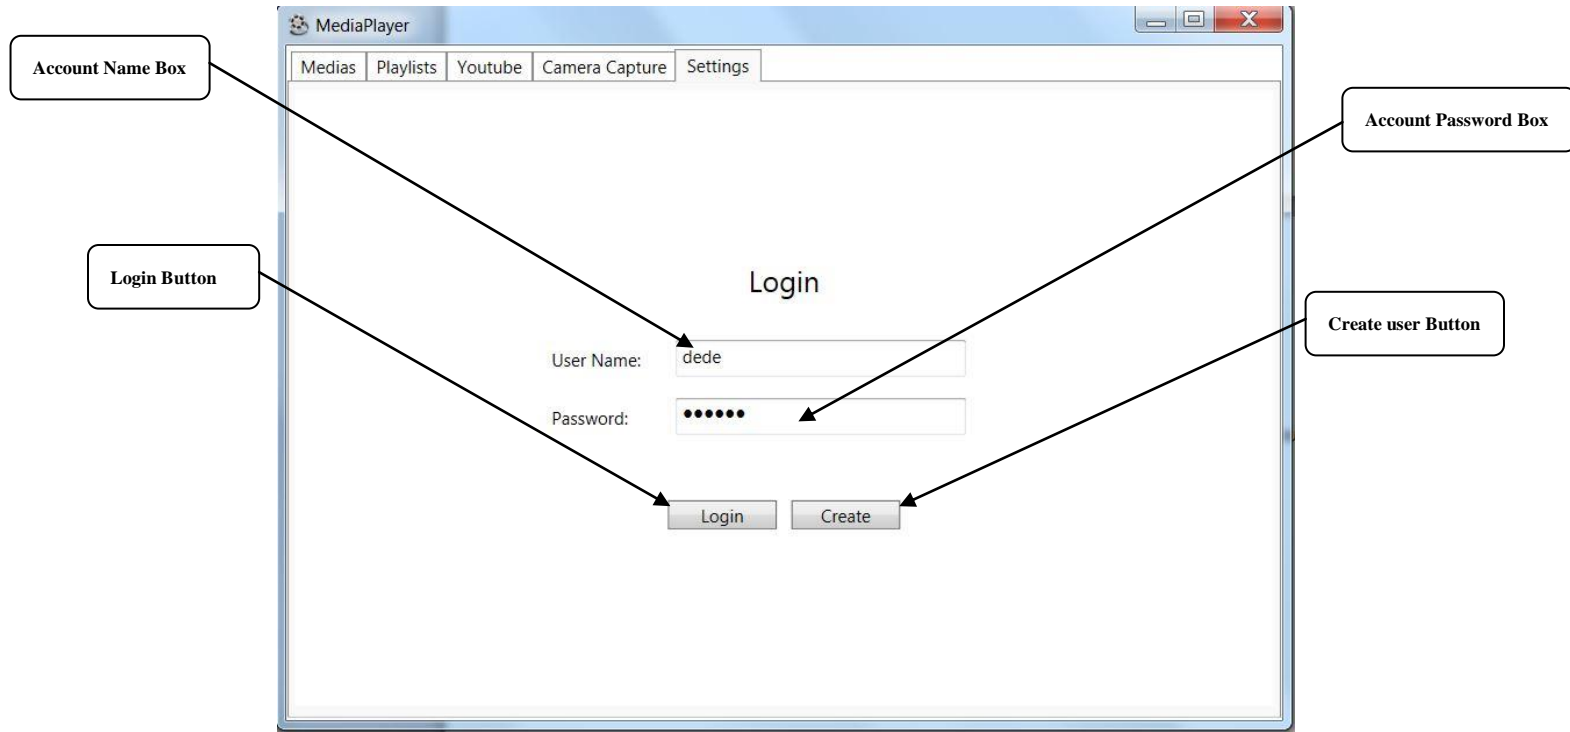 MediaPlayer
Medias Playlists Youtube Camera Capture Settings
Account Name Box
Account Password Box
Login Button
Login
Create user Button
User Name: dede
Password: ••••••
Login Create